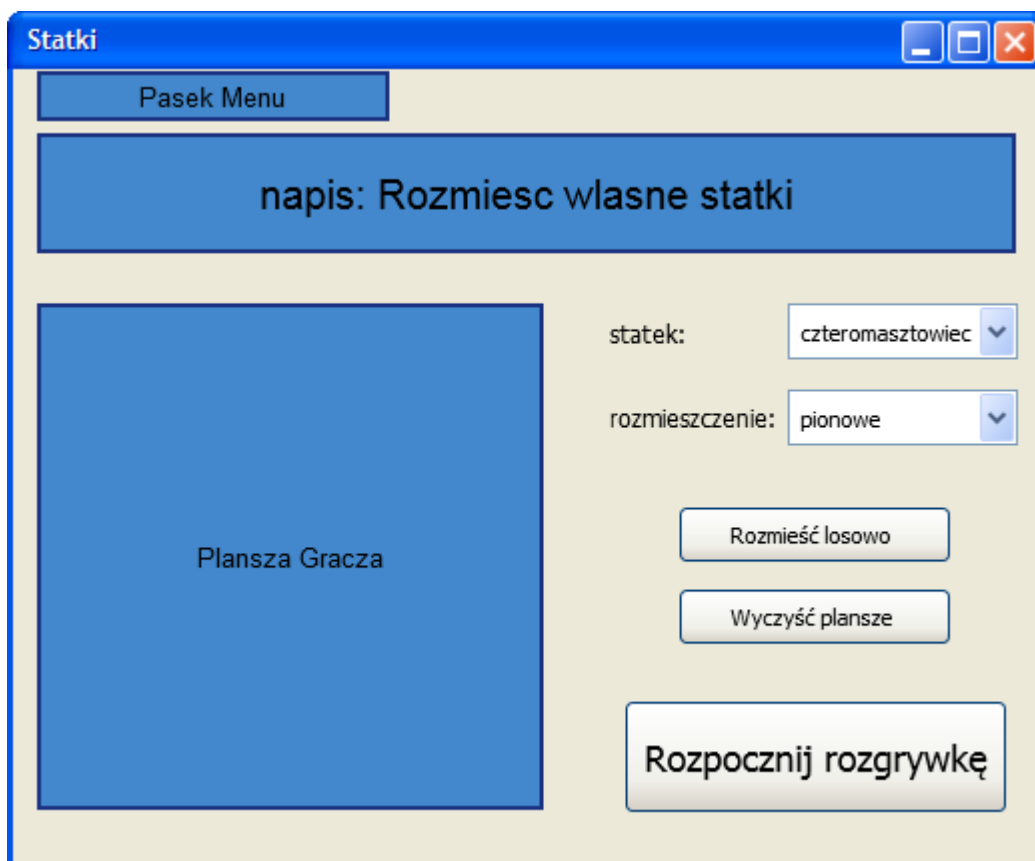 Statki
Pasek Menu
napis: Rozmiesc wlasne statki
statek:
czteromasztowiec
rozmieszczenie:
pionowe
Plansza Gracza
Rozmieść losowo
Wyczyść plansze
Rozpocznij rozgrywkę